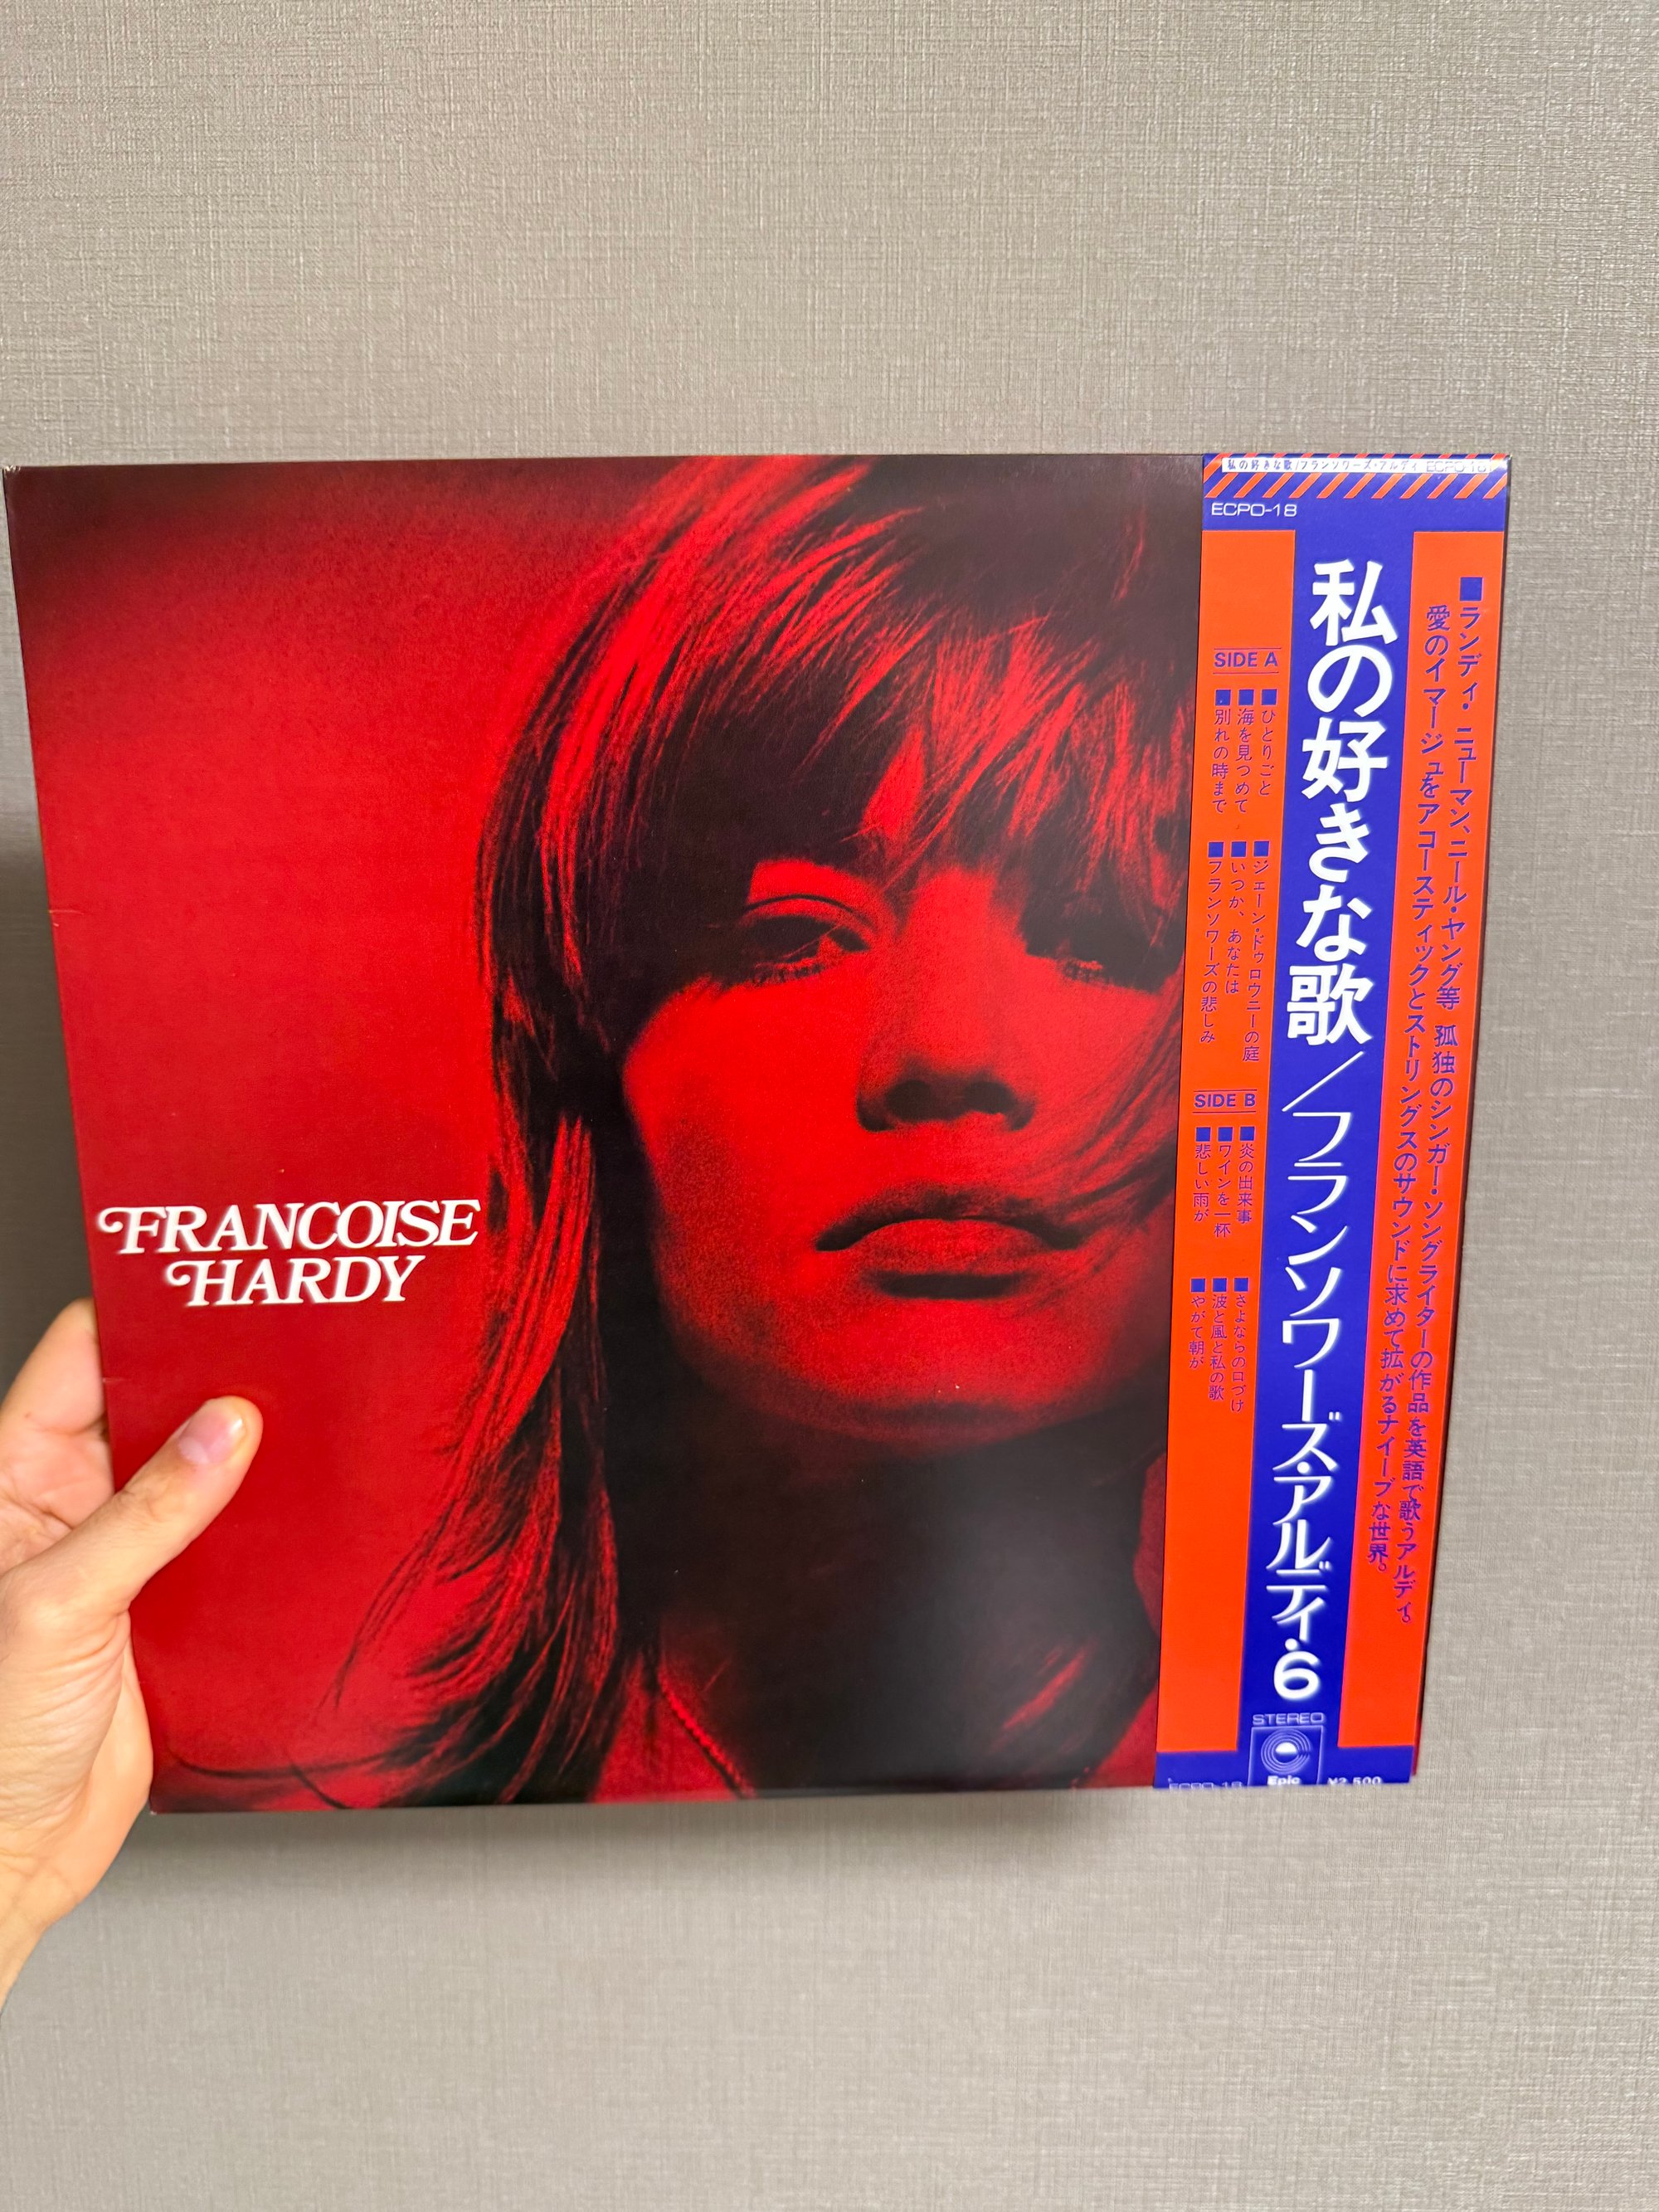 FRANCOISE
HARDY
私の好きな歌/フランソワーズ・アルディ ECPO-18
ECPO-18
■ランディ・ニューマン、ニール・ヤング等 孤独のシンガー・ソングライターの作品を英語で歌うアルディ。
愛のイマージュをアコースティックとストリングスのサウンドに求めて拡がるナイーブな世界。
私の好きな歌/フランソワーズ・アルディ・6
SIDE A
■ひとりごと
■海を見つめて
■別れの時まで
■ジェーン・ドゥロウニーの庭
■いつか、あなたは
■フランソワーズの悲しみ
SIDE B
■炎の出来事
■ワインを一杯
■悲しい雨が
■さよならの口づけ
■波と風と私の歌
■やがて朝が
STEREO
Epic
ECPO-18
¥2,500